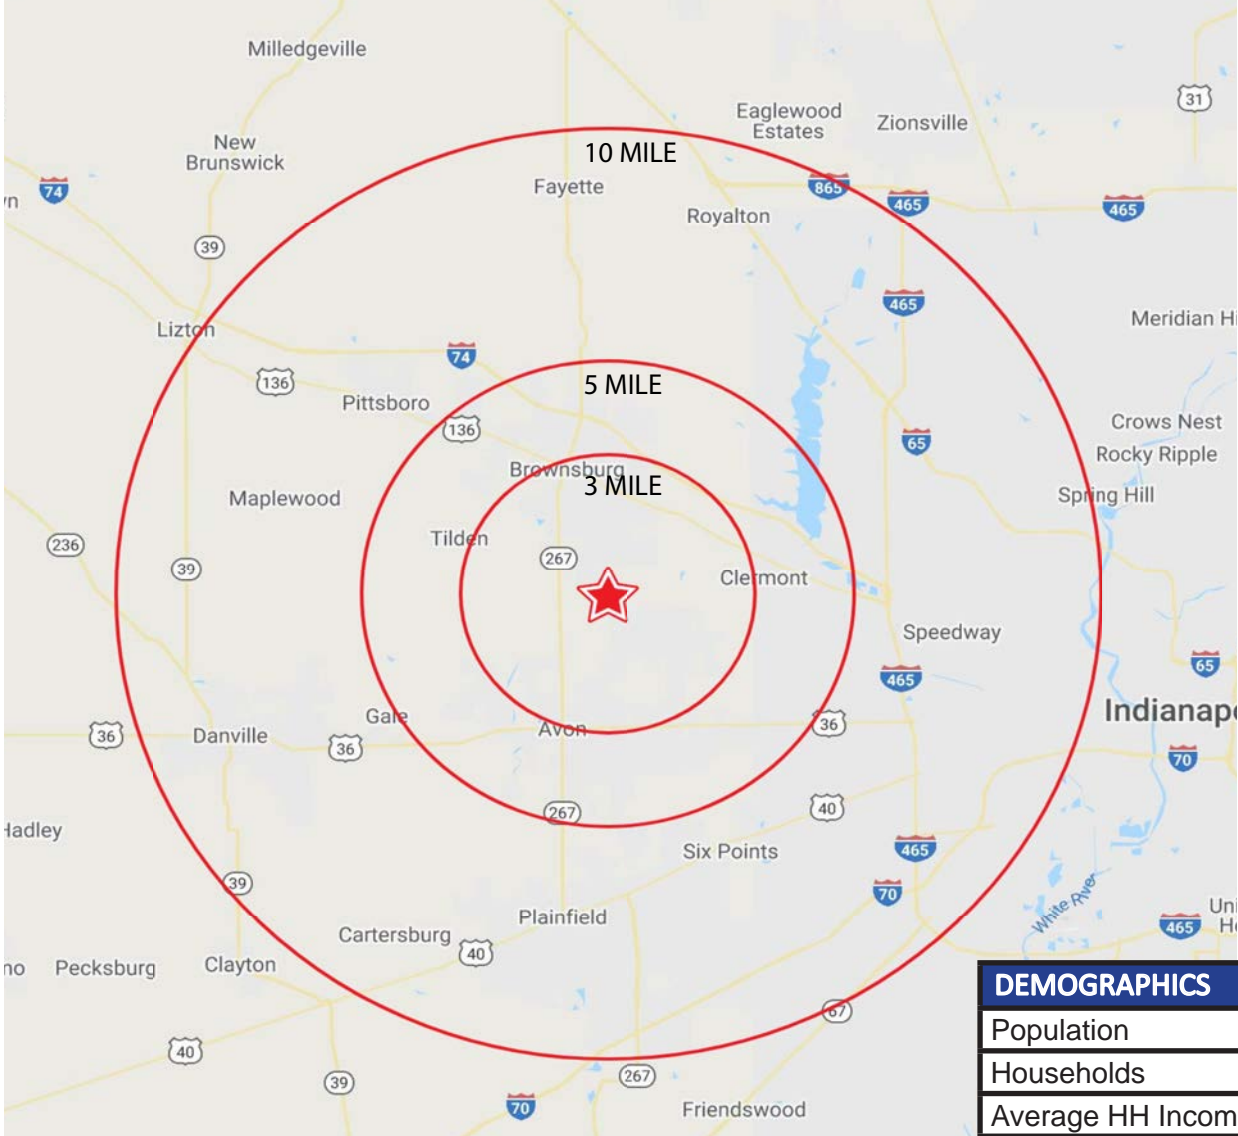 Milledgeville
31
Eaglewood
Estates
Zionsville
New
Brunswick
10 MILE
74
Fayette
865
465
465
Royalton
39
465
Meridian Hi
Lizton
74
136
5 MILE
Pittsboro
136
65
Crows Nest
Rocky Ripple
Brownsburg
3 MILE
Maplewood
Spring Hill
Tilden
236
39
267
Clermont
Speedway
65
465
Indianap
Gale
36
Danville
36
Avon
36
70
267
40
Hadley
Six Points
465
39
70
White River
Plainfield
Uni
465
H
Cartersburg
40
no
Pecksburg
Clayton
67
40
39
267
70
Friendswood
DEMOGRAPHICS
Population
Households
Average HH Incom